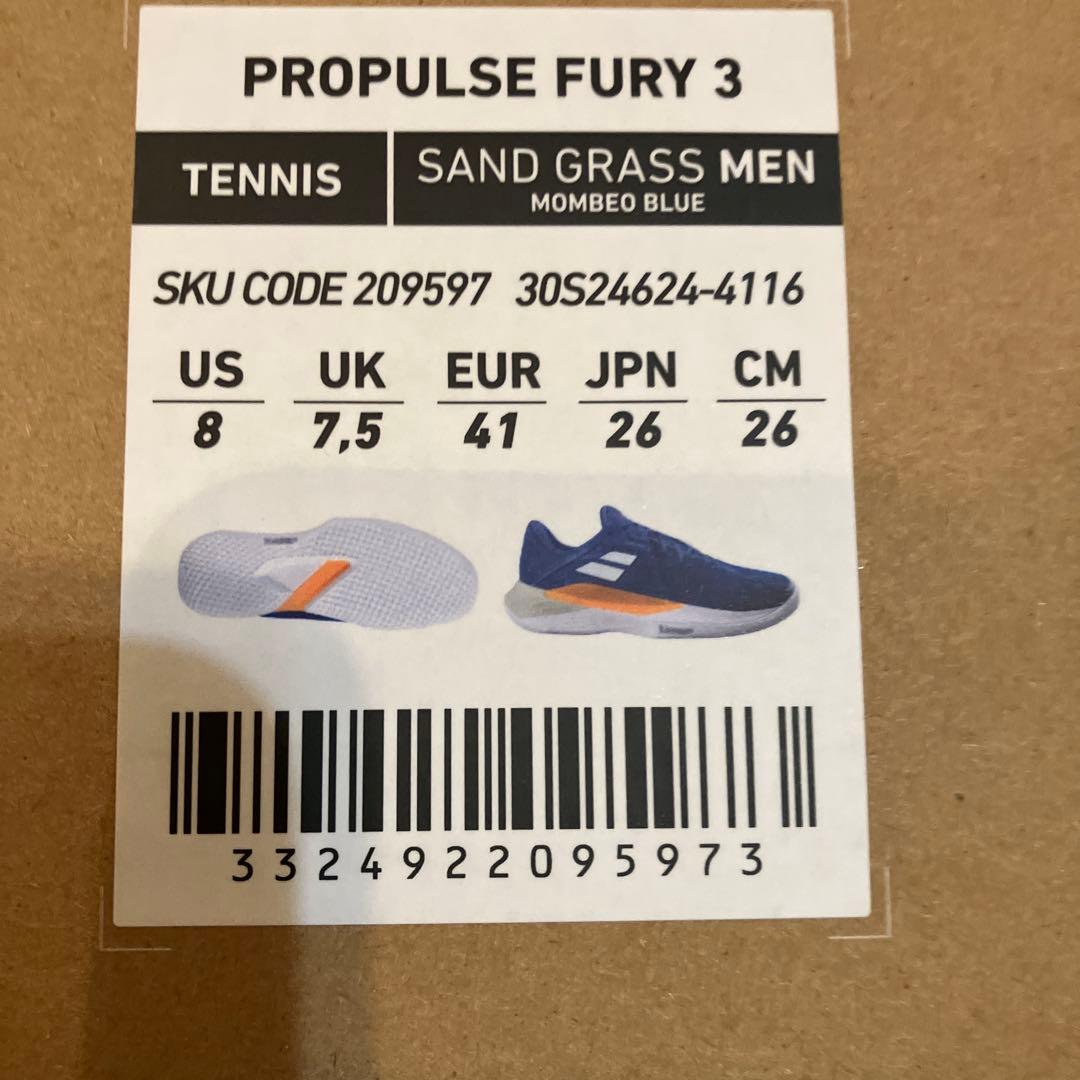 PROPULSE FURY 3
TENNIS
SAND GRASS MEN
MOMBEO BLUE
SKU CODE 209597 30S24624-4116
US UK EUR JPN CM
8 7,5 41 26 26
3324922095973